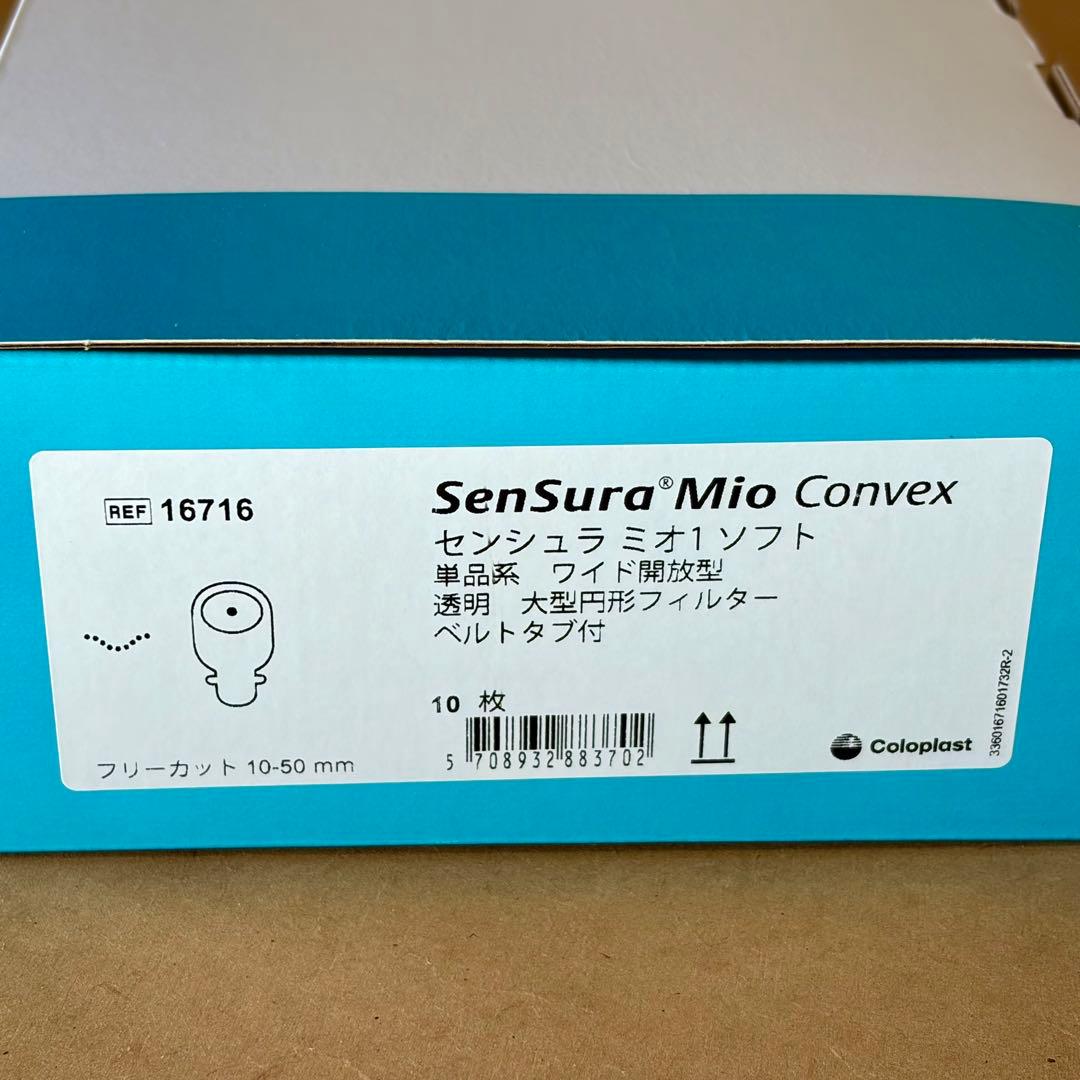 REF 16716
SenSura® Mio Convex
センシュラ ミオ1 ソフト
単品系 ワイド開放型
透明 大型円形フィルター
ベルトタブ付
10 枚
5 708932 883702
フリーカット 10-50 mm
Coloplast
33601671601732R-2